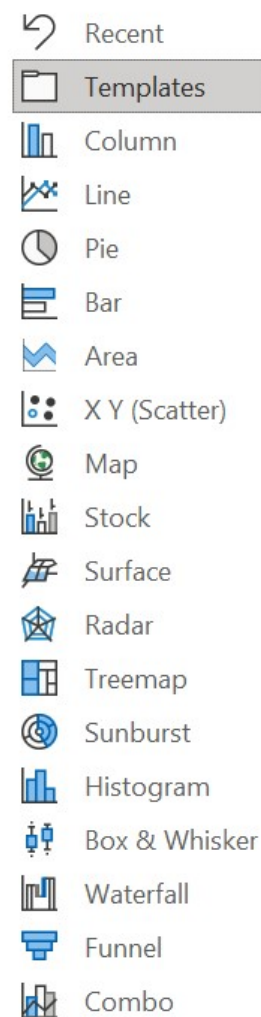 Recent
Templates
Column
Line
Pie
Bar
Area
X Y (Scatter)
Map
Stock
Surface
Radar
Treemap
Sunburst
Histogram
Box & Whisker
Waterfall
Funnel
Combo